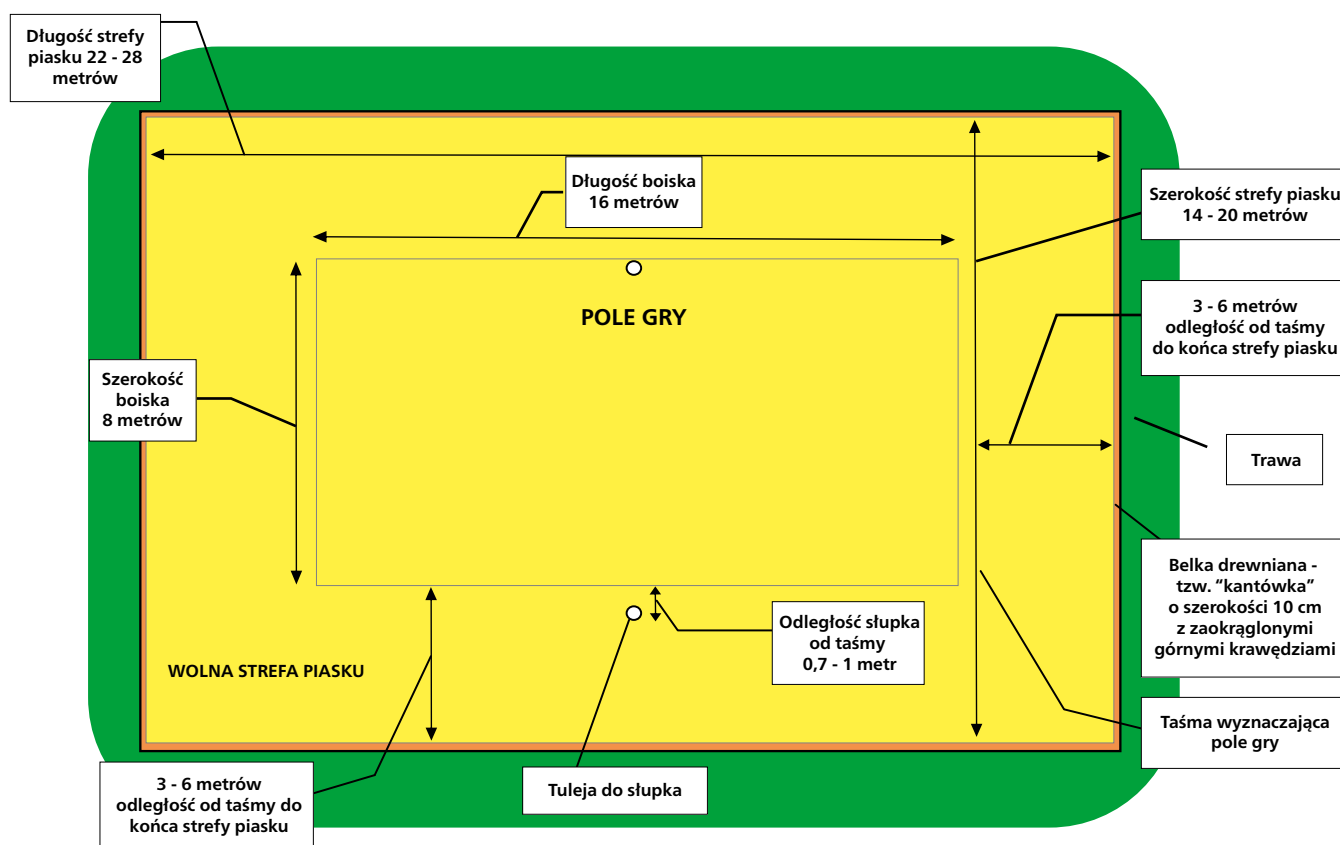 Długość strefy
piasku 22 - 28
metrów
Długość boiska
16 metrów
Szerokość strefy piasku
14 - 20 metrów
POLE GRY
3 - 6 metrów
odległość od taśmy
do końca strefy piasku
Szerokość
boiska
8 metrów
Trawa
Belka drewniana -
tzw. “kantówka”
o szerokości 10 cm
z zaokrąglonymi
górnymi krawędziami
Odległość słupka
od taśmy
0,7 - 1 metr
WOLNA STREFA PIASKU
Taśma wyznaczająca
pole gry
3 - 6 metrów
odległość od taśmy do
końca strefy piasku
Tuleja do słupka